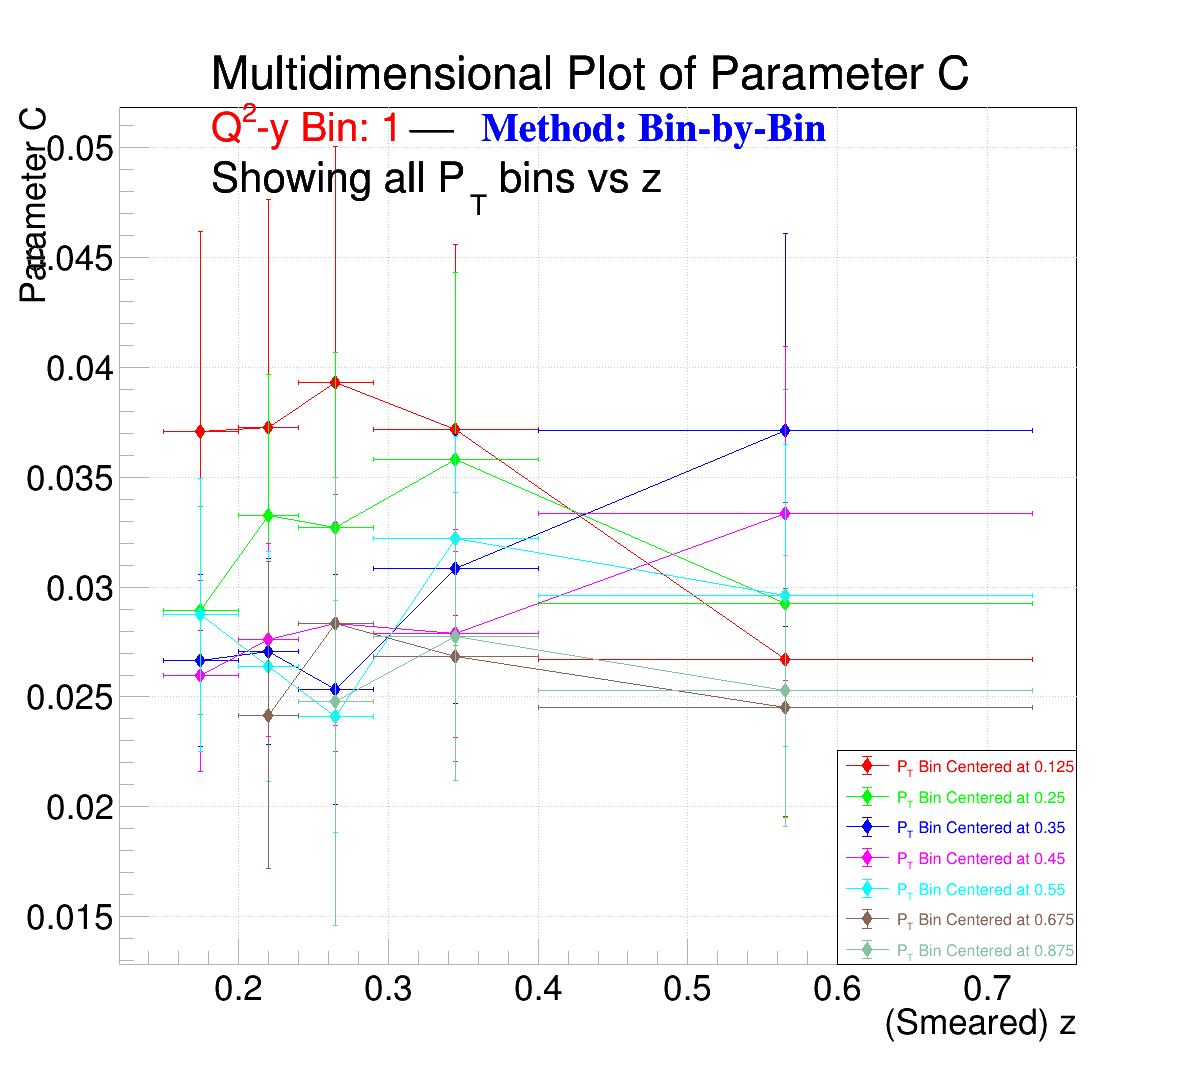 Multidimensional Plot of Parameter C
Q2-y Bin: 1 — Method: Bin-by-Bin
Showing all PT bins vs z
Parameter C
0.05
0.045
0.04
0.035
0.03
0.025
0.02
0.015
0.2 0.3 0.4 0.5 0.6 0.7
(Smeared) z
PT Bin Centered at 0.125
PT Bin Centered at 0.25
PT Bin Centered at 0.35
PT Bin Centered at 0.45
PT Bin Centered at 0.55
PT Bin Centered at 0.675
PT Bin Centered at 0.875